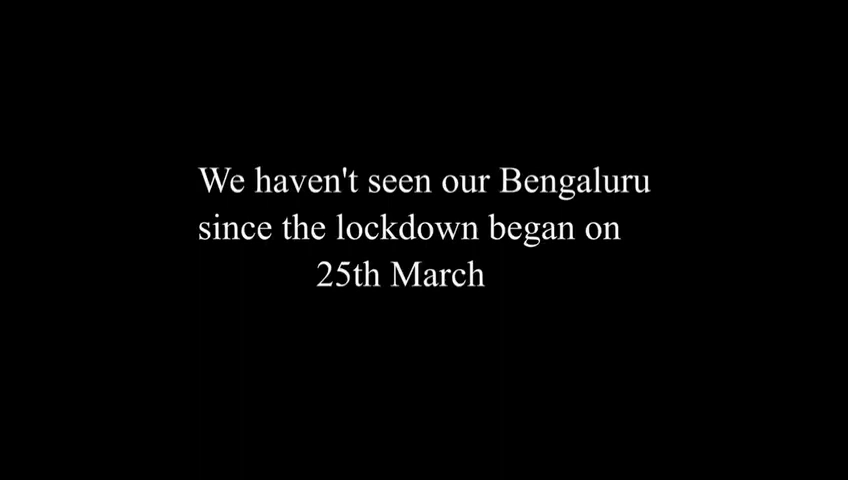 We haven't seen our Bengaluru
since the lockdown began on
25th March